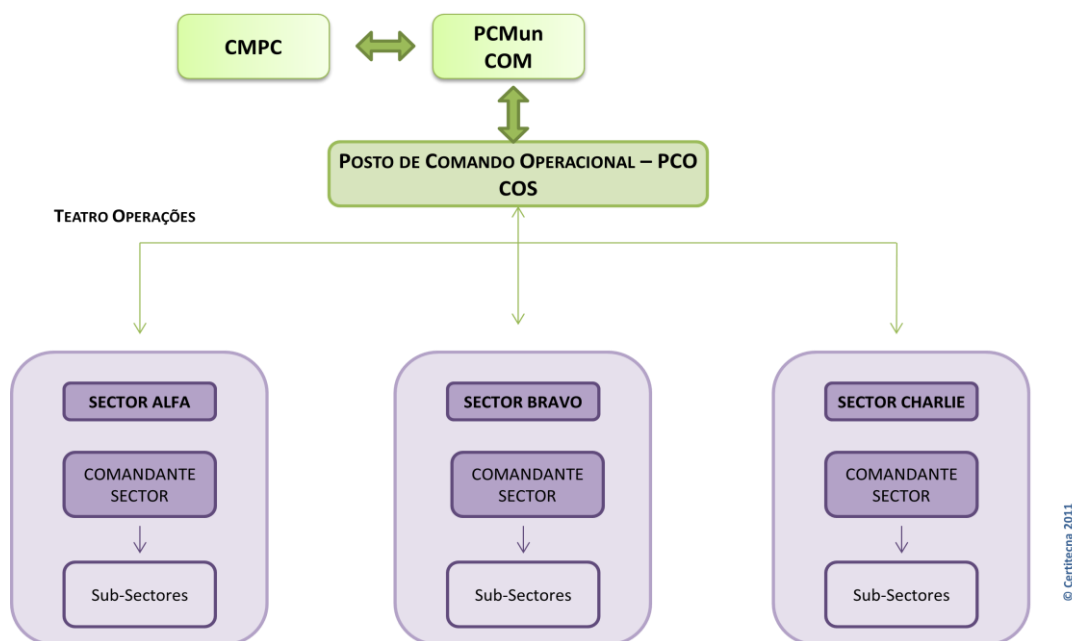 CMPC
PCMun
COM
POSTO DE COMANDO OPERACIONAL – PCO
COS
TEATRO OPERAÇÕES
SECTOR ALFA
COMANDANTE
SECTOR
Sub-Sectores
SECTOR BRAVO
COMANDANTE
SECTOR
Sub-Sectores
SECTOR CHARLIE
COMANDANTE
SECTOR
Sub-Sectores
© Certitecna 2011